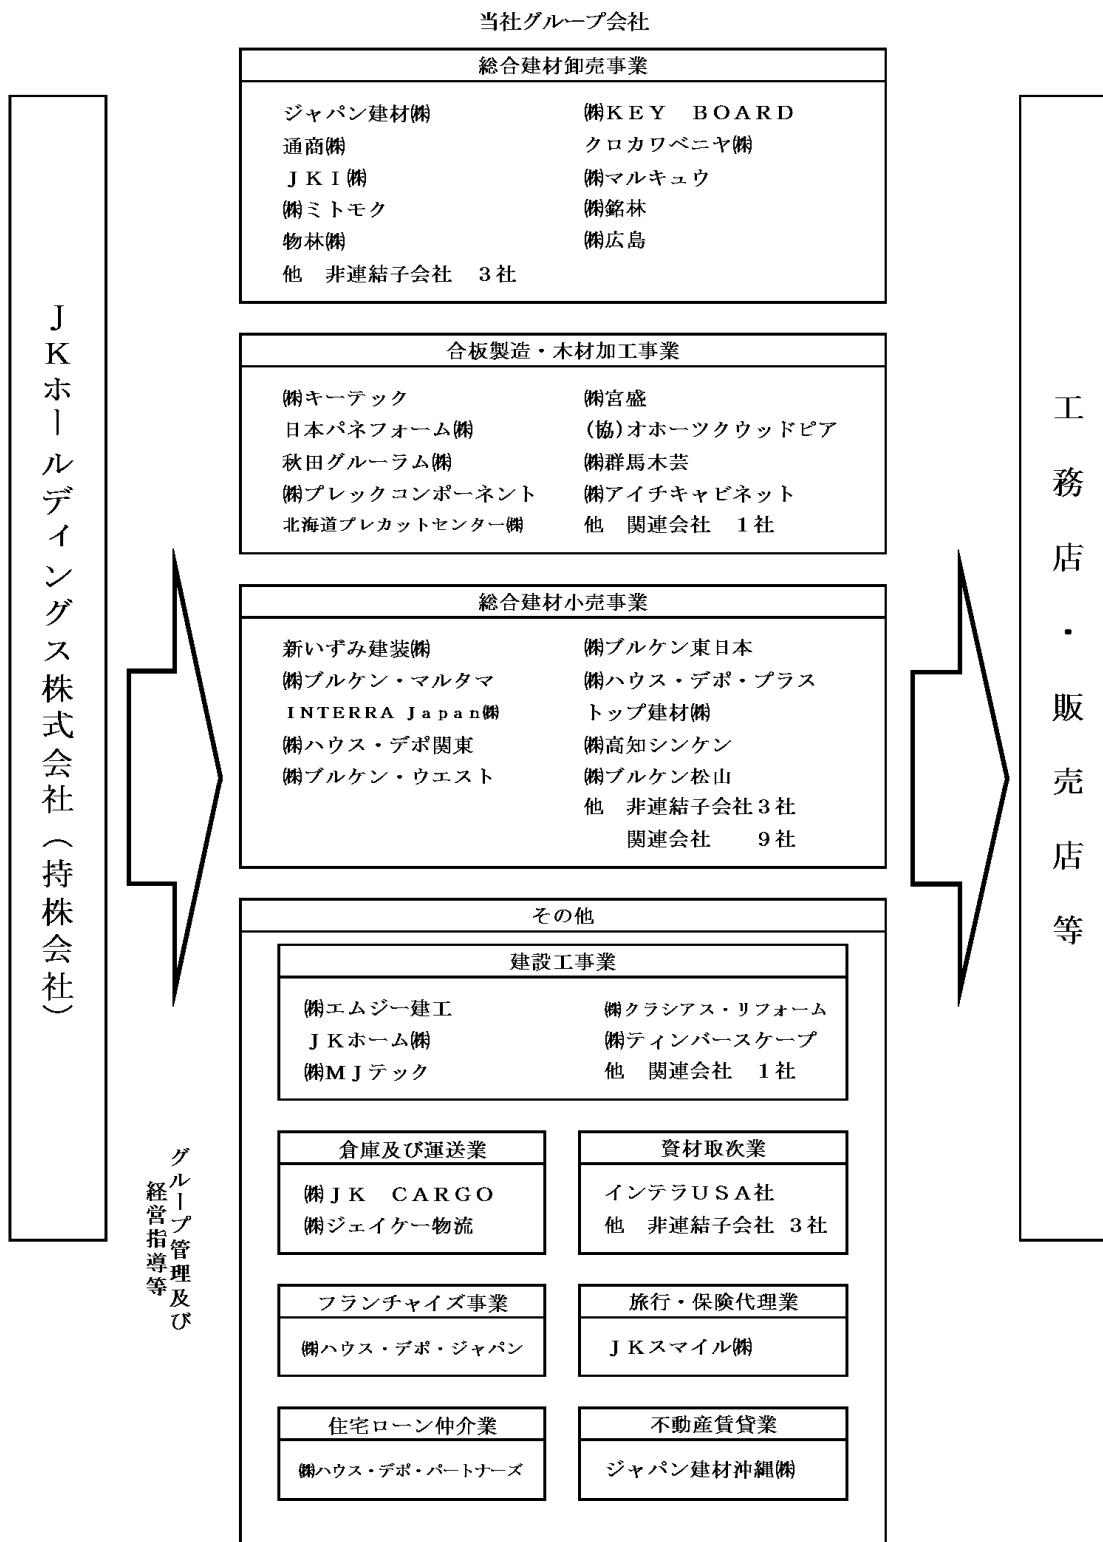 当社グループ会社
JKホールディングス株式会社（持株会社）
グループ管理及び
経営指導等
総合建材卸売事業
ジャパン建材㈱
通商㈱
ＪＫＩ㈱
㈱ミトモク
物林㈱
他　非連結子会社　３社
㈱ＫＥＹ　ＢＯＡＲＤ
クロカワベニヤ㈱
㈱マルキュウ
㈱銘林
㈱広島
合板製造・木材加工事業
㈱キーテック
日本パネフォーム㈱
秋田グルーラム㈱
㈱プレックコンポーネント
北海道プレカットセンター㈱
㈱宮盛
(協)オホーツクウッドピア
㈱群馬木芸
㈱アイチキャビネット
他　関連会社　１社
総合建材小売事業
新いずみ建装㈱
㈱ブルケン・マルタマ
INTERRA Japan㈱
㈱ハウス・デポ関東
㈱ブルケン・ウエスト
㈱ブルケン東日本
㈱ハウス・デポ・プラス
トップ建材㈱
㈱高知シンケン
㈱ブルケン松山
他　非連結子会社３社
関連会社　　９社
その他
建設工事業
㈱エムジー建工
ＪＫホーム㈱
㈱ＭＪテック
㈱クラシアス・リフォーム
㈱ティンバースケープ
他　関連会社　１社
倉庫及び運送業
㈱ＪＫ　ＣＡＲＧＯ
㈱ジェイケー物流
資材取次業
インテラＵＳＡ社
他　非連結子会社 ３社
フランチャイズ事業
㈱ハウス・デポ・ジャパン
旅行・保険代理業
ＪＫスマイル㈱
住宅ローン仲介業
㈱ハウス・デポ・パートナーズ
不動産賃貸業
ジャパン建材沖縄㈱
工務店・販売店等